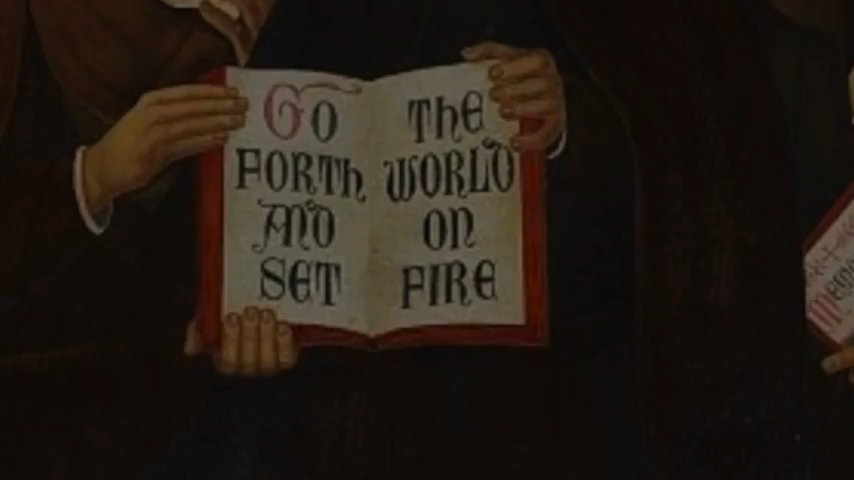 Go
forth
and
set
the
world
on
fire